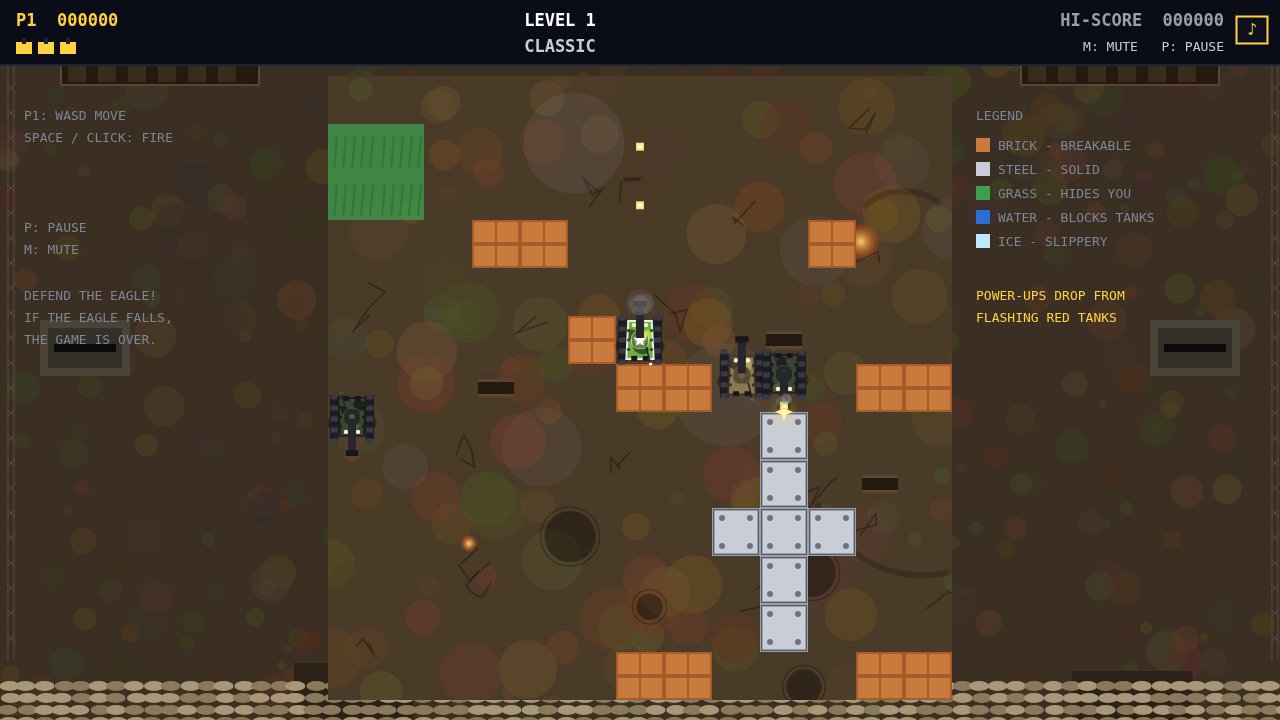 P1  000000
LEVEL 1
CLASSIC
HI-SCORE  000000
M: MUTE   P: PAUSE
♪
P1: WASD MOVE
SPACE / CLICK: FIRE
P: PAUSE
M: MUTE
DEFEND THE EAGLE!
IF THE EAGLE FALLS,
THE GAME IS OVER.
LEGEND
BRICK - BREAKABLE
STEEL - SOLID
GRASS - HIDES YOU
WATER - BLOCKS TANKS
ICE - SLIPPERY
POWER-UPS DROP FROM
FLASHING RED TANKS